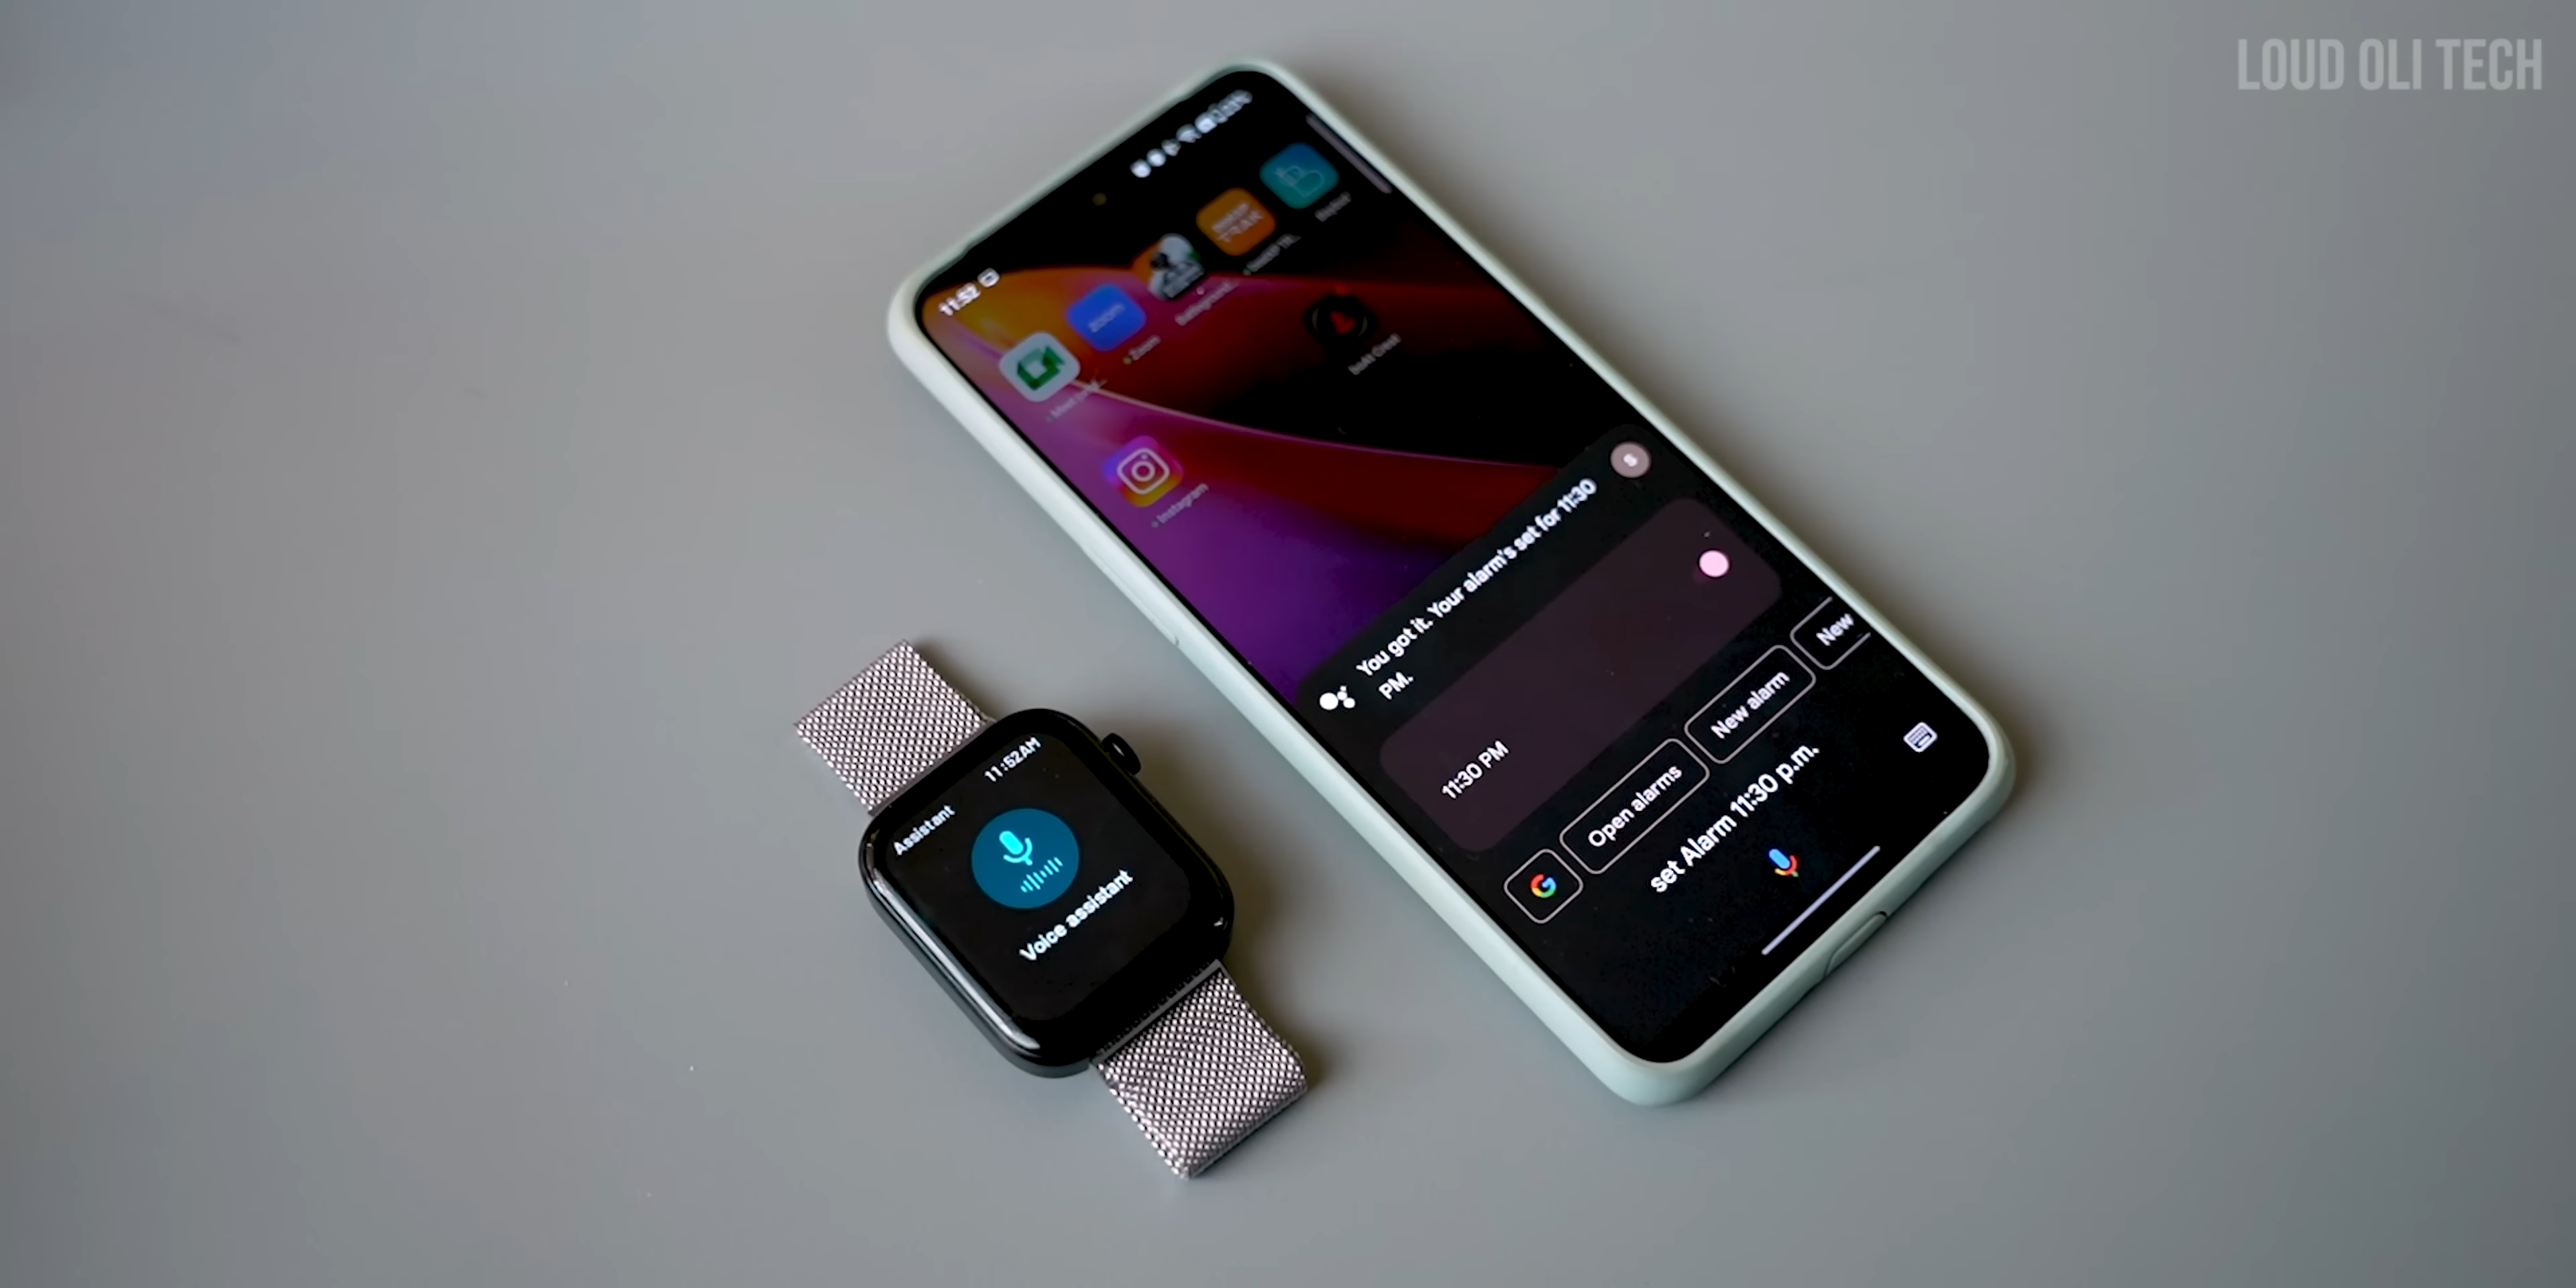 LOUD OLI TECH
11:52
zoom
Zoom
Instagram
You got it. Your alarm's set for 11:30
PM.
11:30 PM
Open alarms
New alarm
New
set Alarm 11:30 p.m.
Assistant
11:52AM
Voice assistant